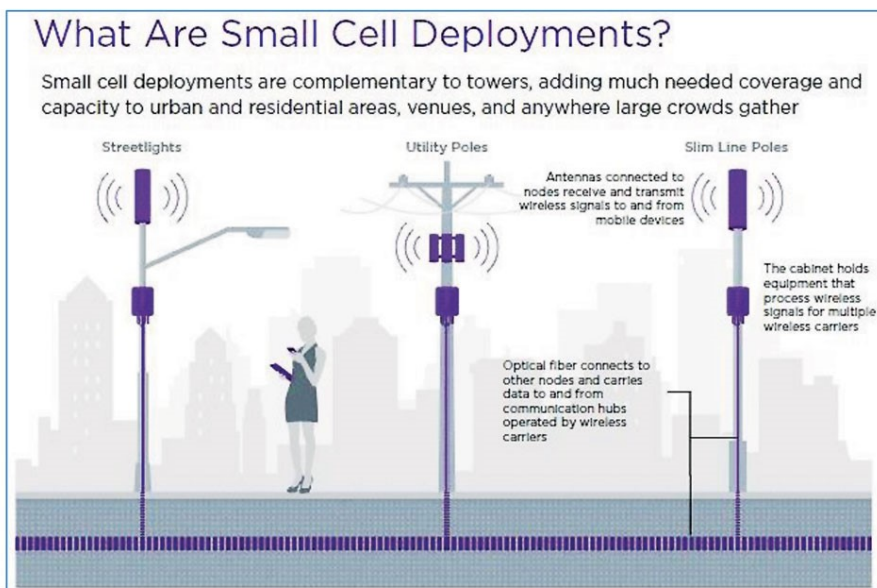 What Are Small Cell Deployments?
Small cell deployments are complementary to towers, adding much needed coverage and
capacity to urban and residential areas, venues, and anywhere large crowds gather
Streetlights
Utility Poles
Slim Line Poles
Antennas connected to
nodes receive and transmit
wireless signals to and from
mobile devices
The cabinet holds
equipment that
process wireless
signals for multiple
wireless carriers
Optical fiber connects to
other nodes and carries
data to and from
communication hubs
operated by wireless
carriers